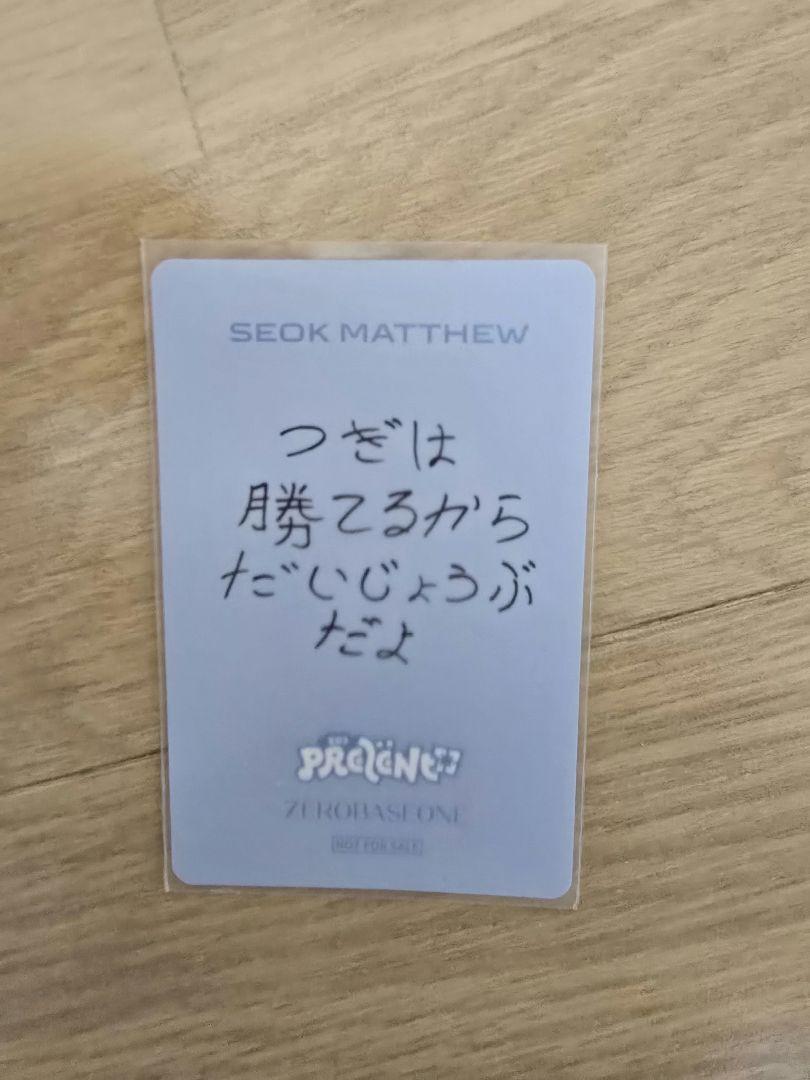 SEOK MATTHEW
つぎは
勝てるから
だいじょうぶ
だよ
PRESENT
ZEROBASEONE
NOT FOR SALE